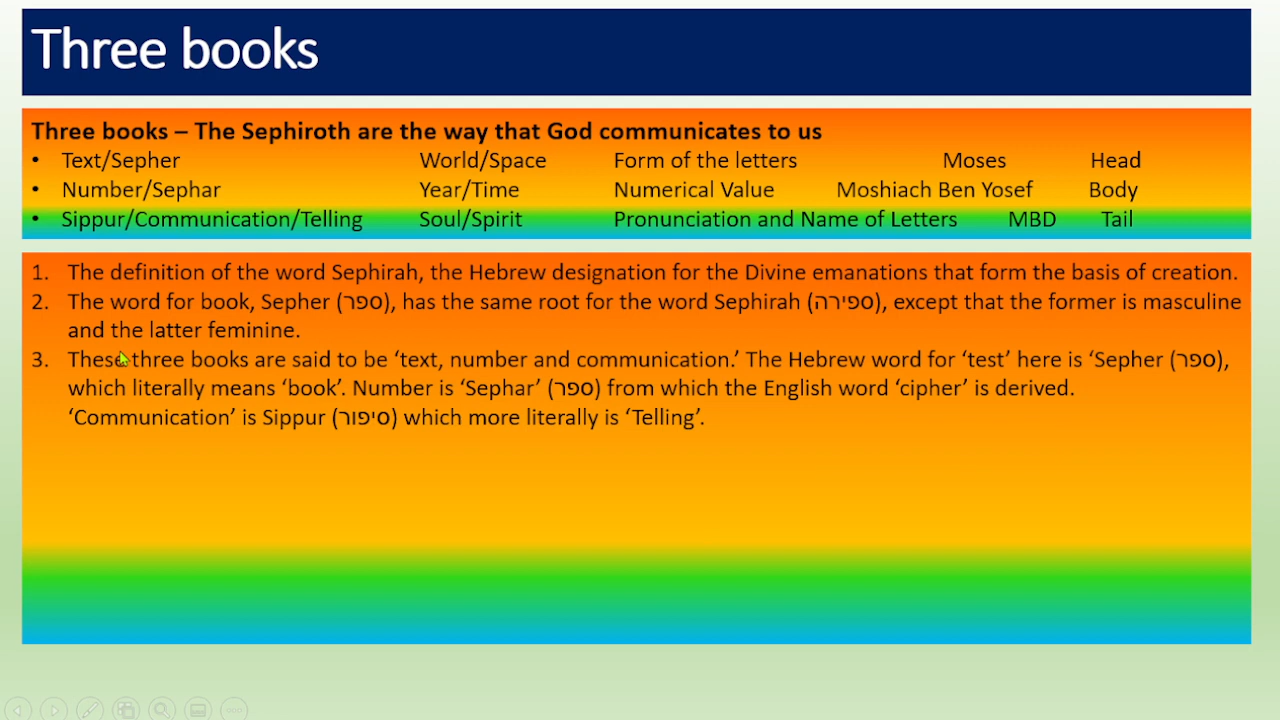 Three books
Three books – The Sephiroth are the way that God communicates to us
• Text/Sepher World/Space Form of the letters Moses Head
• Number/Sephar Year/Time Numerical Value Moshiach Ben Yosef Body
• Sippur/Communication/Telling Soul/Spirit Pronunciation and Name of Letters MBD Tail
1. The definition of the word Sephirah, the Hebrew designation for the Divine emanations that form the basis of creation.
2. The word for book, Sepher (ספר), has the same root for the word Sephirah (ספירה), except that the former is masculine
and the latter feminine.
3. These three books are said to be ‘text, number and communication.’ The Hebrew word for ‘test’ here is ‘Sepher (ספר),
which literally means ‘book’. Number is ‘Sephar’ (ספר) from which the English word ‘cipher’ is derived.
‘Communication’ is Sippur (סיפור) which more literally is ‘Telling’.